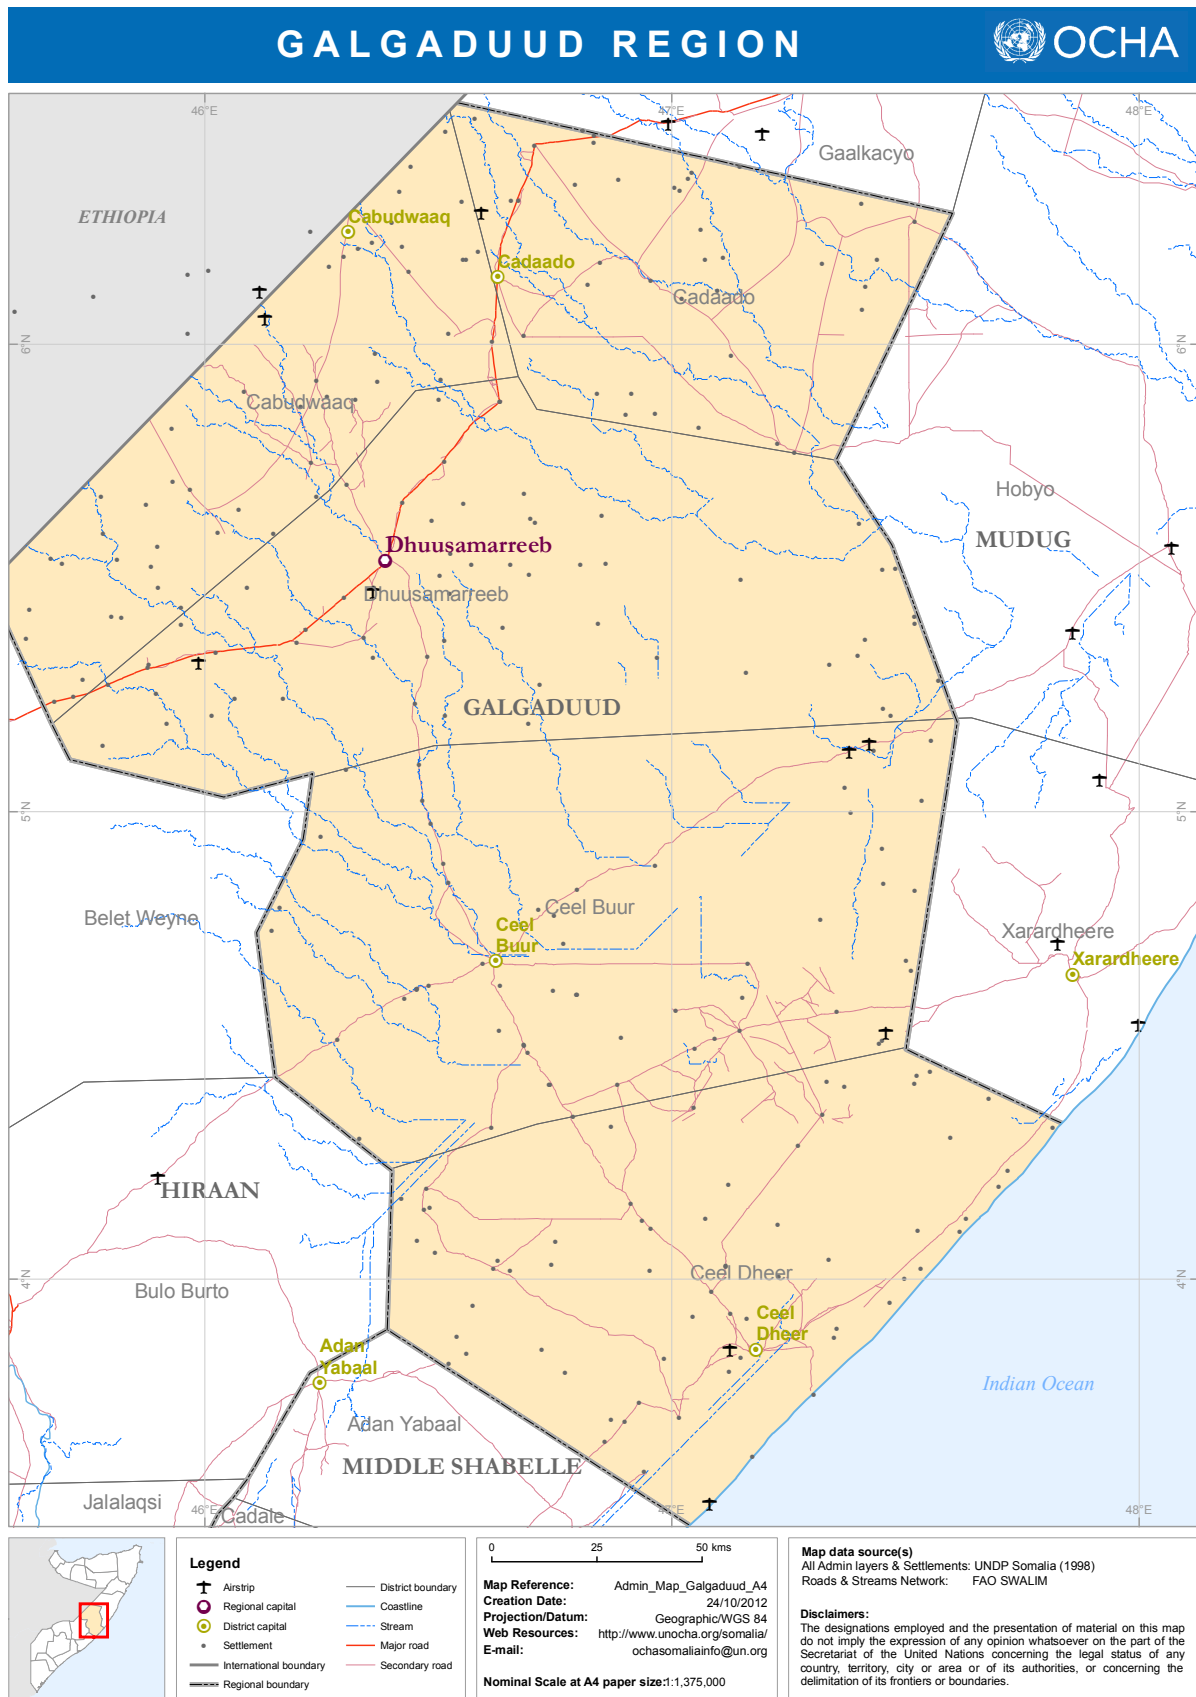 GALGADUUD REGION
OCHA
46°E
47°E
48°E
Gaalkacyo
ETHIOPIA
Cabudwaaq
Cadaado
Cadaado
6°N
6°N
Cabudwaaq
Hobyo
MUDUG
Dhuusamarreeb
Dhuusamarreeb
GALGADUUD
5°N
5°N
Belet Weyne
Ceel Buur
Ceel
Buur
Xarardheere
Xarardheere
HIRAAN
Ceel Dheer
4°N
4°N
Bulo Burto
Ceel
Dheer
Adan
Yabaal
Indian Ocean
Adan Yabaal
MIDDLE SHABELLE
Jalalaqsi
46°E
Cadale
47°E
48°E
Legend
Airstrip
Regional capital
District capital
Settlement
International boundary
Regional boundary
District boundary
Coastline
Stream
Major road
Secondary road
0 25 50 kms
Map Reference: Admin_Map_Galgaduud_A4
Creation Date: 24/10/2012
Projection/Datum: Geographic/WGS 84
Web Resources: http://www.unocha.org/somalia/
E-mail: ochasomaliainfo@un.org
Nominal Scale at A4 paper size:1:1,375,000
Map data source(s)
All Admin layers & Settlements: UNDP Somalia (1998)
Roads & Streams Network: FAO SWALIM
Disclaimers:
The designations employed and the presentation of material on this map
do not imply the expression of any opinion whatsoever on the part of the
Secretariat of the United Nations concerning the legal status of any
country, territory, city or area or of its authorities, or concerning the
delimitation of its frontiers or boundaries.